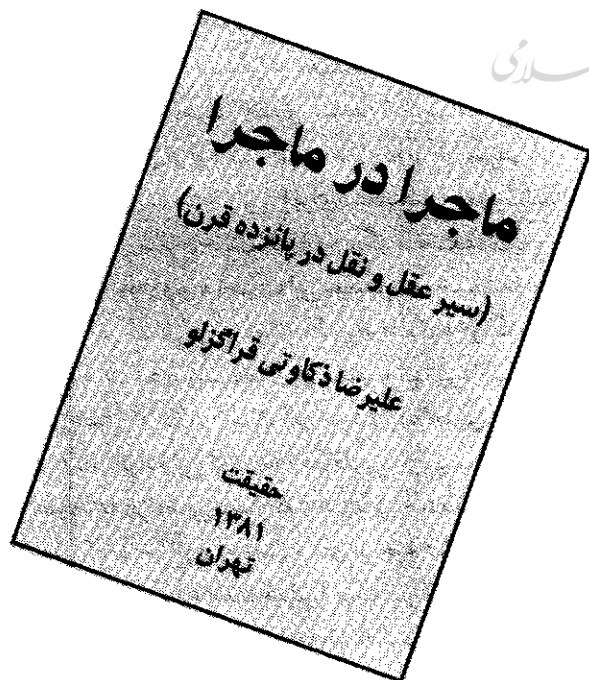 ماجرا در ماجرا
(سیر عقل و نقل در پانزده قرن)
علیرضا ذکاوتی قراگزلو
حقیقت
۱۳۸۱
تهران